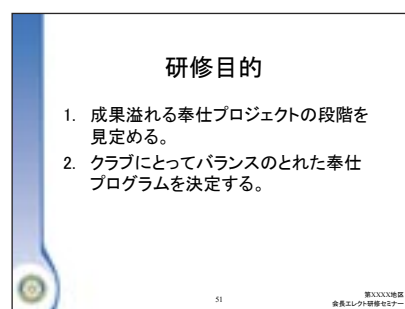 研修目的
1. 成果溢れる奉仕プロジェクトの段階を
見定める。
2. クラブにとってバランスのとれた奉仕
プログラムを決定する。
51
第XXXX地区
会長エレクト研修セミナー